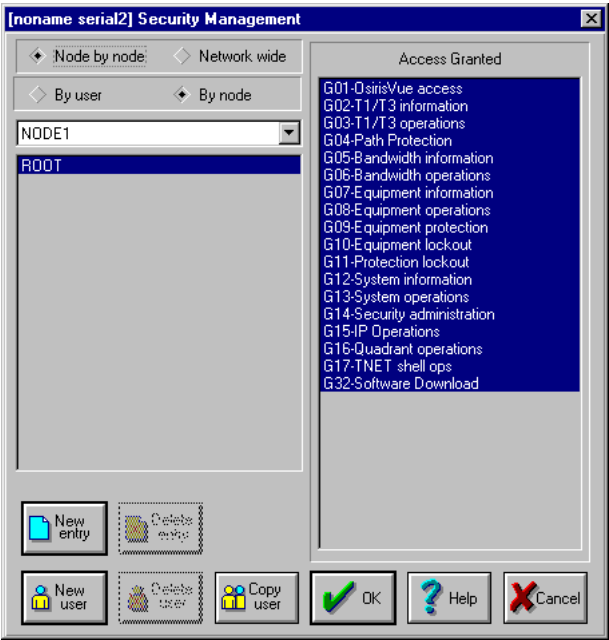 [noname serial2] Security Management
Node by node
Network wide
By user
By node
NODE1
ROOT
Access Granted
G01-OsirisVue access
G02-T1/T3 information
G03-T1/T3 operations
G04-Path Protection
G05-Bandwidth information
G06-Bandwidth operations
G07-Equipment information
G08-Equipment operations
G09-Equipment protection
G10-Equipment lockout
G11-Protection lockout
G12-System information
G13-System operations
G14-Security administration
G15-IP Operations
G16-Quadrant operations
G17-TNET shell ops
G32-Software Download
New
entry
Delete
entry
New
user
Delete
user
Copy
user
OK
Help
Cancel